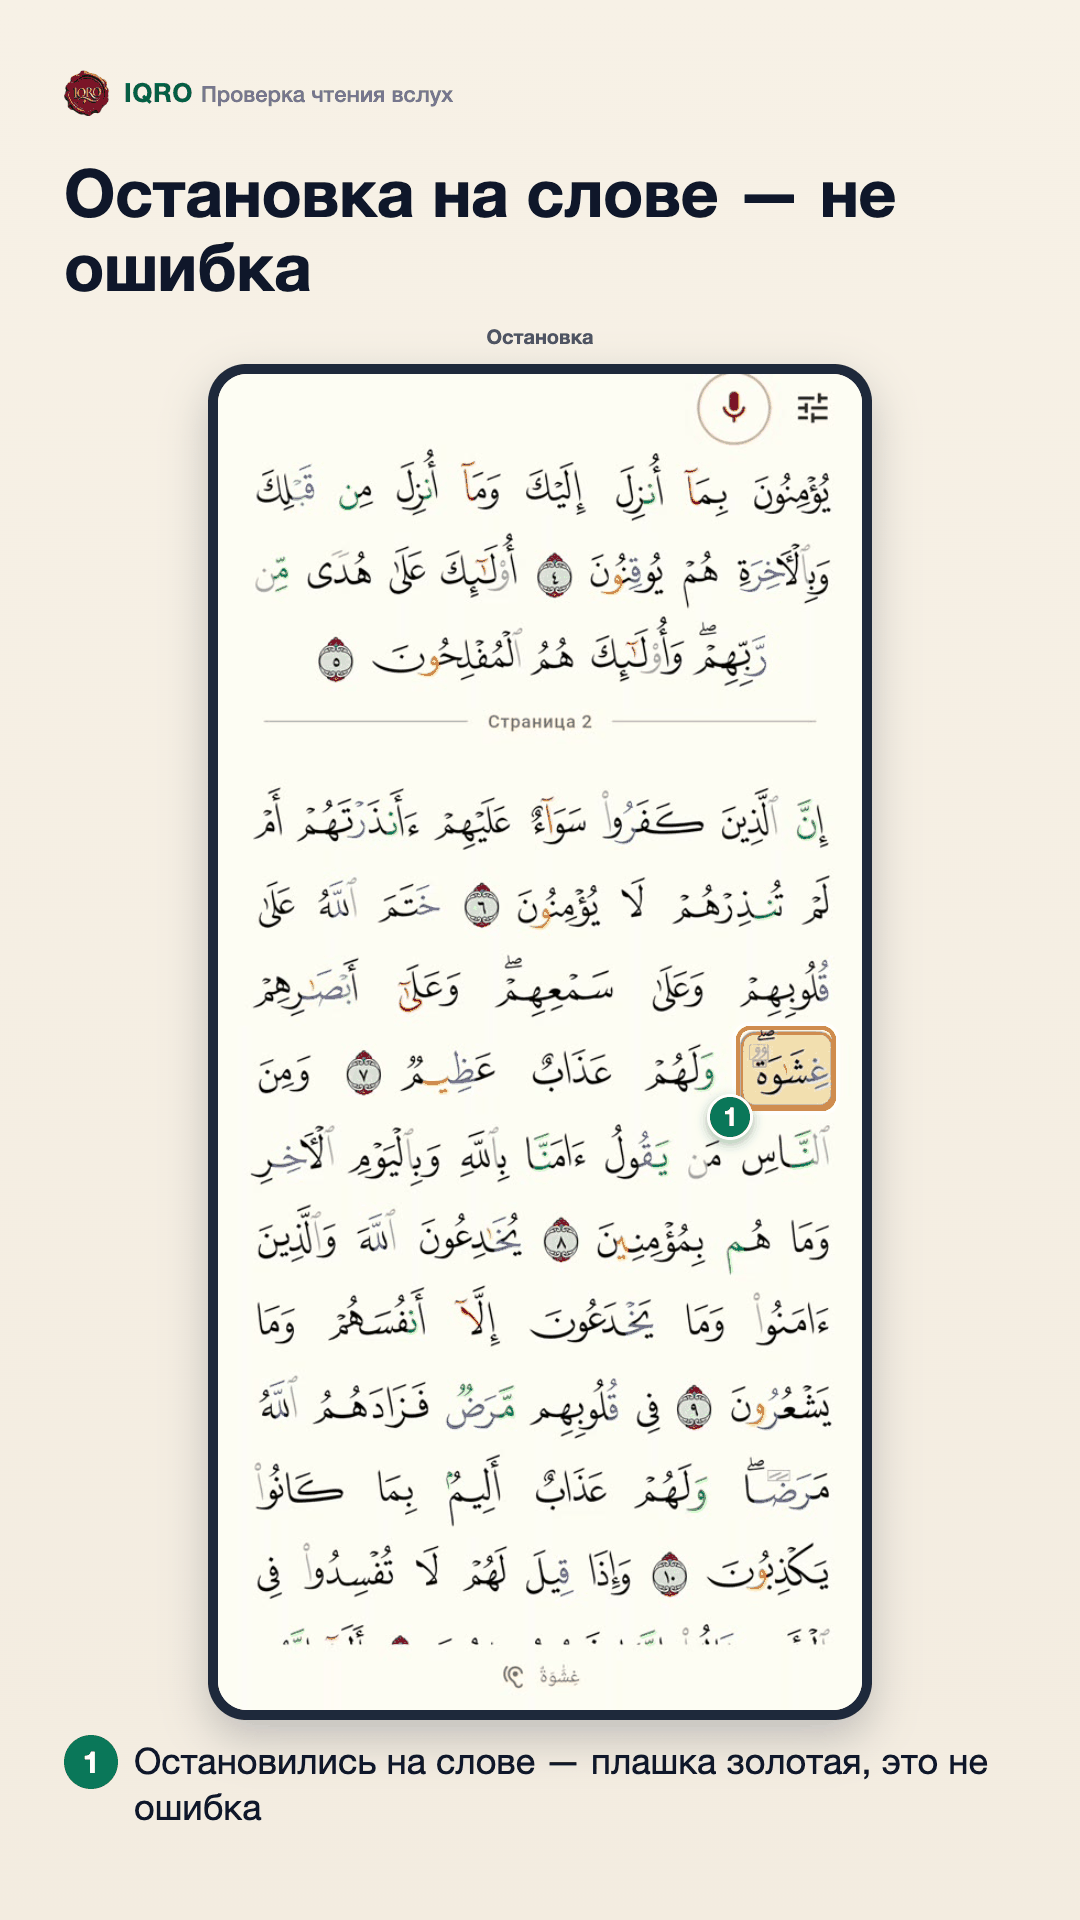 IQRO
IQRO Проверка чтения вслух
Остановка на слове — не
ошибка
Остановка
يُؤْمِنُونَ بِمَآ أُنزِلَ إِلَيْكَ وَمَآ أُنزِلَ مِن قَبْلِكَ
وَبِٱلْـَٔاخِرَةِ هُمْ يُوقِنُونَ ٤ أُو۟لَـٰٓئِكَ عَلَىٰ هُدًى مِّن
رَّبِّهِمْ ۖ وَأُو۟لَـٰٓئِكَ هُمُ ٱلْمُفْلِحُونَ ٥
Страница 2
إِنَّ ٱلَّذِينَ كَفَرُوا۟ سَوَآءٌ عَلَيْهِمْ ءَأَنذَرْتَهُمْ أَمْ
لَمْ تُنذِرْهُمْ لَا يُؤْمِنُونَ ٦ خَتَمَ ٱللَّهُ عَلَىٰ
قُلُوبِهِمْ وَعَلَىٰ سَمْعِهِمْ ۖ وَعَلَىٰٓ أَبْصَـٰرِهِمْ
غِشَـٰوَةٌ ۖ وَلَهُمْ عَذَابٌ عَظِيمٌ ٧ وَمِنَ
1
ٱلنَّاسِ مَن يَقُولُ ءَامَنَّا بِٱللَّهِ وَبِٱلْيَوْمِ ٱلْـَٔاخِرِ
وَمَا هُم بِمُؤْمِنِينَ ٨ يُخَـٰدِعُونَ ٱللَّهَ وَٱلَّذِينَ
ءَامَنُوا۟ وَمَا يَخْدَعُونَ إِلَّآ أَنفُسَهُمْ وَمَا
يَشْعُرُونَ ٩ فِى قُلُوبِهِم مَّرَضٌ فَزَادَهُمُ ٱللَّهُ
مَرَضًا ۖ وَلَهُمْ عَذَابٌ أَلِيمٌۢ بِمَا كَانُوا۟
يَكْذِبُونَ ١٠ وَإِذَا قِيلَ لَهُمْ لَا تُفْسِدُوا۟ فِى
غِشَـٰوَةٌ
1 Остановились на слове — плашка золотая, это не
ошибка